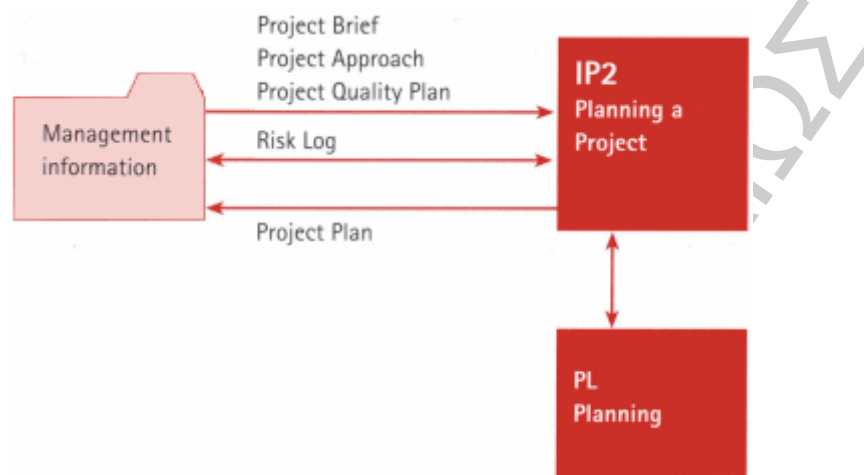 Project Brief
Project Approach
Project Quality Plan
IP2
Planning a
Project
Management
information
Risk Log
Project Plan
PL
Planning